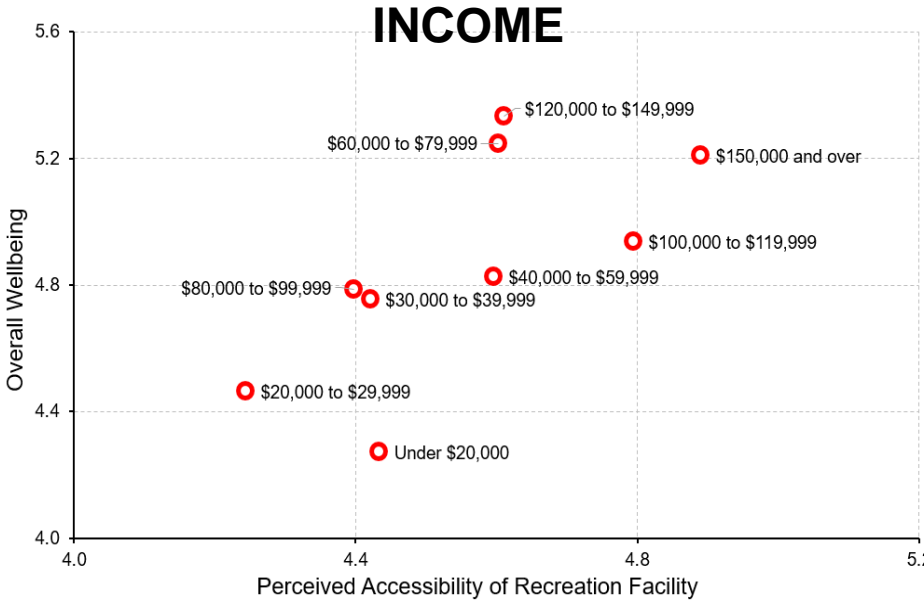 INCOME
5.6
$120,000 to $149,999
$60,000 to $79,999
5.2
$150,000 and over
$100,000 to $119,999
$40,000 to $59,999
4.8
$80,000 to $99,999
$30,000 to $39,999
$20,000 to $29,999
4.4
Under $20,000
4.0
Overall Wellbeing
4.0
4.4
4.8
5.2
Perceived Accessibility of Recreation Facility